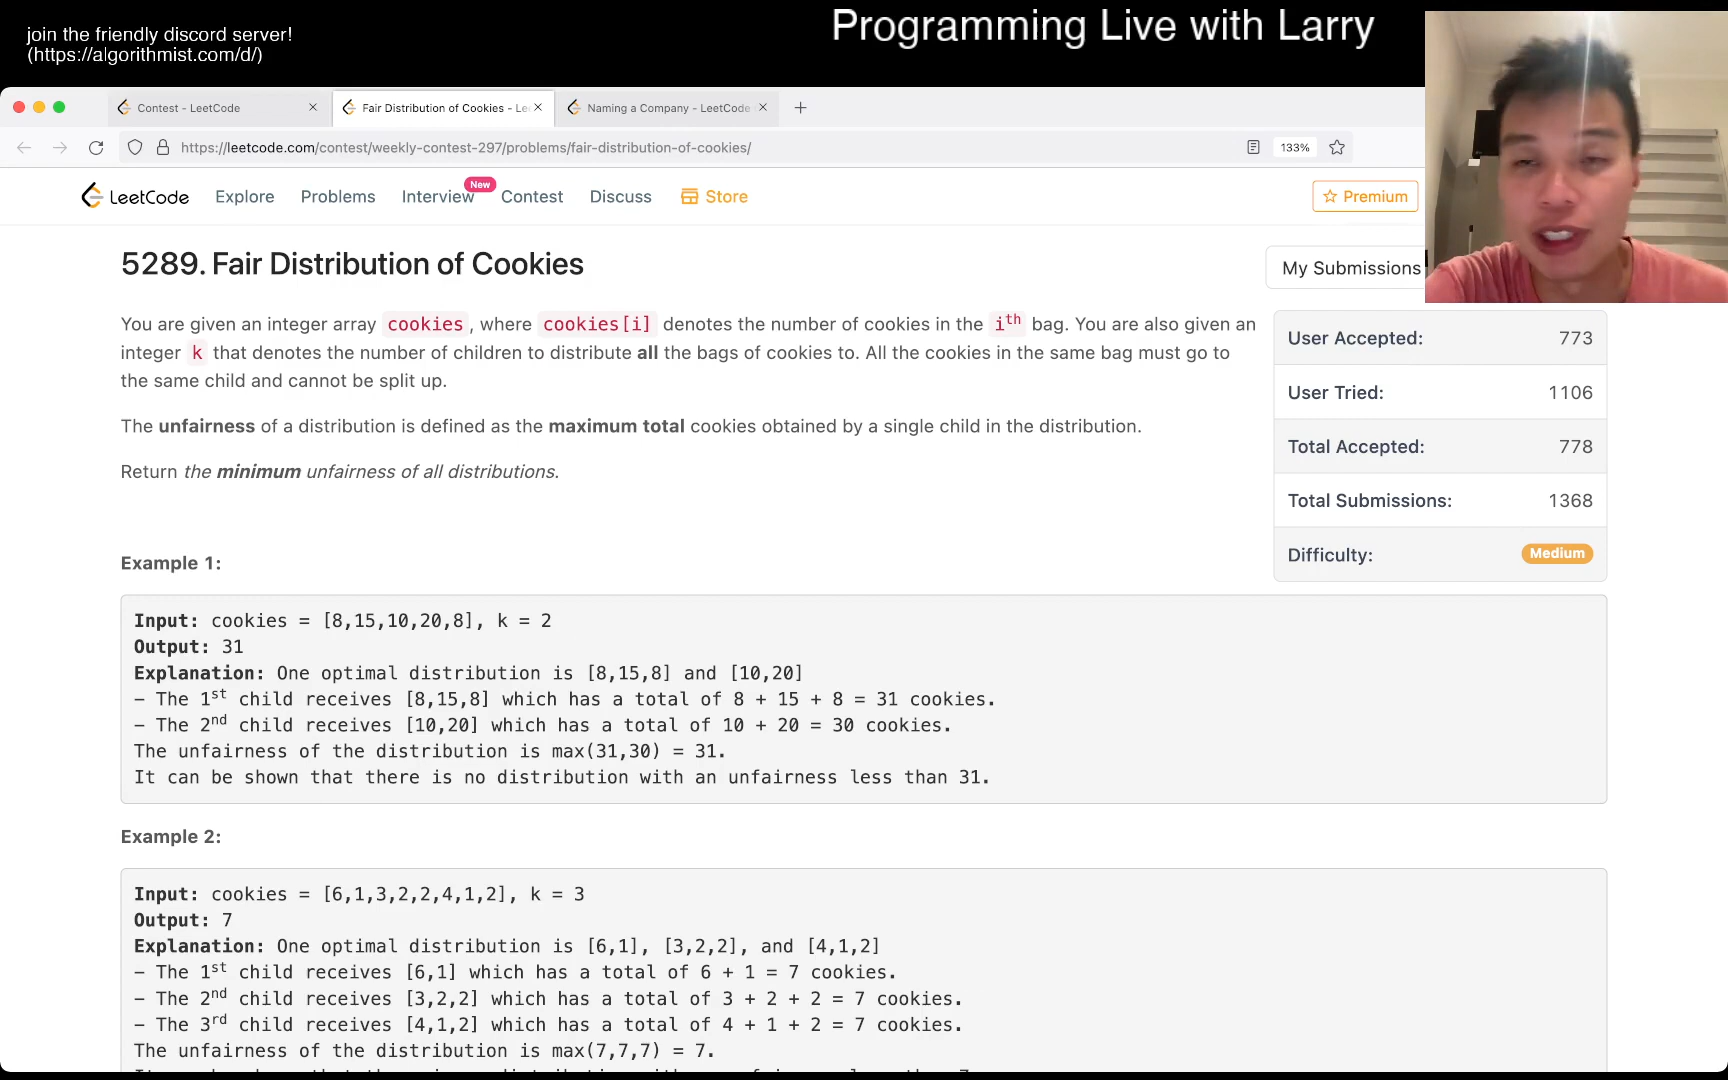 join the friendly discord server!
(https://algorithmist.com/d/)
Programming Live with Larry
Contest - LeetCode
Fair Distribution of Cookies - Le
Naming a Company - LeetCode
https://leetcode.com/contest/weekly-contest-297/problems/fair-distribution-of-cookies/
133%
LeetCode
Explore
Problems
Interview
New
Contest
Discuss
Store
Premium
5289. Fair Distribution of Cookies
My Submissions
You are given an integer array cookies, where cookies[i] denotes the number of cookies in the ith bag. You are also given an
integer k that denotes the number of children to distribute all the bags of cookies to. All the cookies in the same bag must go to
the same child and cannot be split up.
The unfairness of a distribution is defined as the maximum total cookies obtained by a single child in the distribution.
Return the minimum unfairness of all distributions.
User Accepted: 773
User Tried: 1106
Total Accepted: 778
Total Submissions: 1368
Difficulty: Medium
Example 1:
Input: cookies = [8,15,10,20,8], k = 2
Output: 31
Explanation: One optimal distribution is [8,15,8] and [10,20]
- The 1st child receives [8,15,8] which has a total of 8 + 15 + 8 = 31 cookies.
- The 2nd child receives [10,20] which has a total of 10 + 20 = 30 cookies.
The unfairness of the distribution is max(31,30) = 31.
It can be shown that there is no distribution with an unfairness less than 31.
Example 2:
Input: cookies = [6,1,3,2,2,4,1,2], k = 3
Output: 7
Explanation: One optimal distribution is [6,1], [3,2,2], and [4,1,2]
- The 1st child receives [6,1] which has a total of 6 + 1 = 7 cookies.
- The 2nd child receives [3,2,2] which has a total of 3 + 2 + 2 = 7 cookies.
- The 3rd child receives [4,1,2] which has a total of 4 + 1 + 2 = 7 cookies.
The unfairness of the distribution is max(7,7,7) = 7.